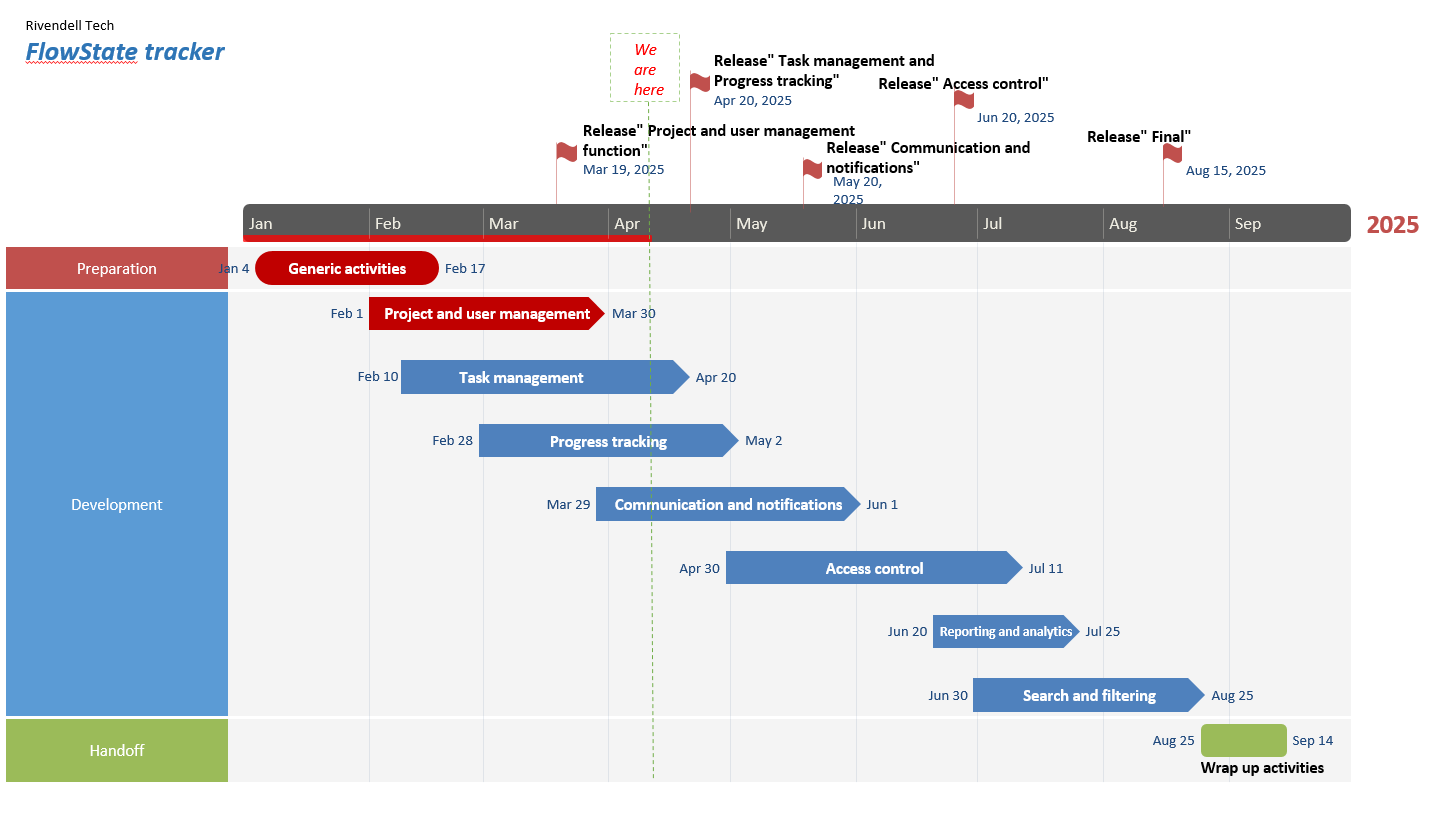 Rivendell Tech
FlowState tracker
We
are
here
Release" Task management and
Progress tracking"
Apr 20, 2025
Release" Access control"
Jun 20, 2025
Release" Project and user management
function"
Mar 19, 2025
Release" Communication and
notifications"
May 20,
2025
Release" Final"
Aug 15, 2025
Jan Feb Mar Apr May Jun Jul Aug Sep 2025
Preparation
Jan 4 Generic activities Feb 17
Development
Feb 1 Project and user management Mar 30
Feb 10 Task management Apr 20
Feb 28 Progress tracking May 2
Mar 29 Communication and notifications Jun 1
Apr 30 Access control Jul 11
Jun 20 Reporting and analytics Jul 25
Jun 30 Search and filtering Aug 25
Handoff
Aug 25 Sep 14
Wrap up activities